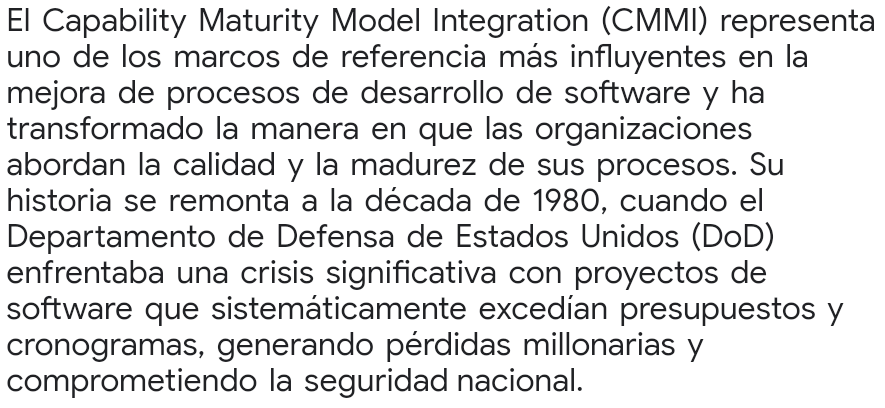 El Capability Maturity Model Integration (CMMI) representa
uno de los marcos de referencia más influyentes en la
mejora de procesos de desarrollo de software y ha
transformado la manera en que las organizaciones
abordan la calidad y la madurez de sus procesos. Su
historia se remonta a la década de 1980, cuando el
Departamento de Defensa de Estados Unidos (DoD)
enfrentaba una crisis significativa con proyectos de
software que sistemáticamente excedían presupuestos y
cronogramas, generando pérdidas millonarias y
comprometiendo la seguridad nacional.